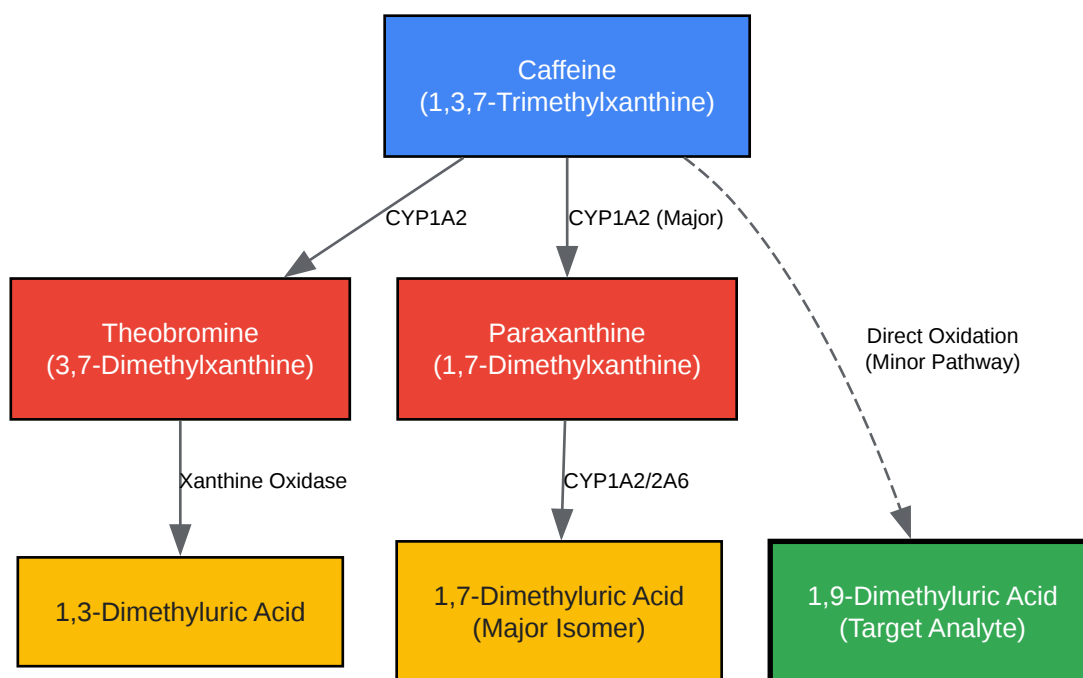 Caffeine
(1,3,7-Trimethylxanthine)
CYP1A2
CYP1A2 (Major)
Theobromine
(3,7-Dimethylxanthine)
Paraxanthine
(1,7-Dimethylxanthine)
Direct Oxidation
(Minor Pathway)
Xanthine Oxidase
CYP1A2/2A6
1,3-Dimethyluric Acid
1,7-Dimethyluric Acid
(Major Isomer)
1,9-Dimethyluric Acid
(Target Analyte)